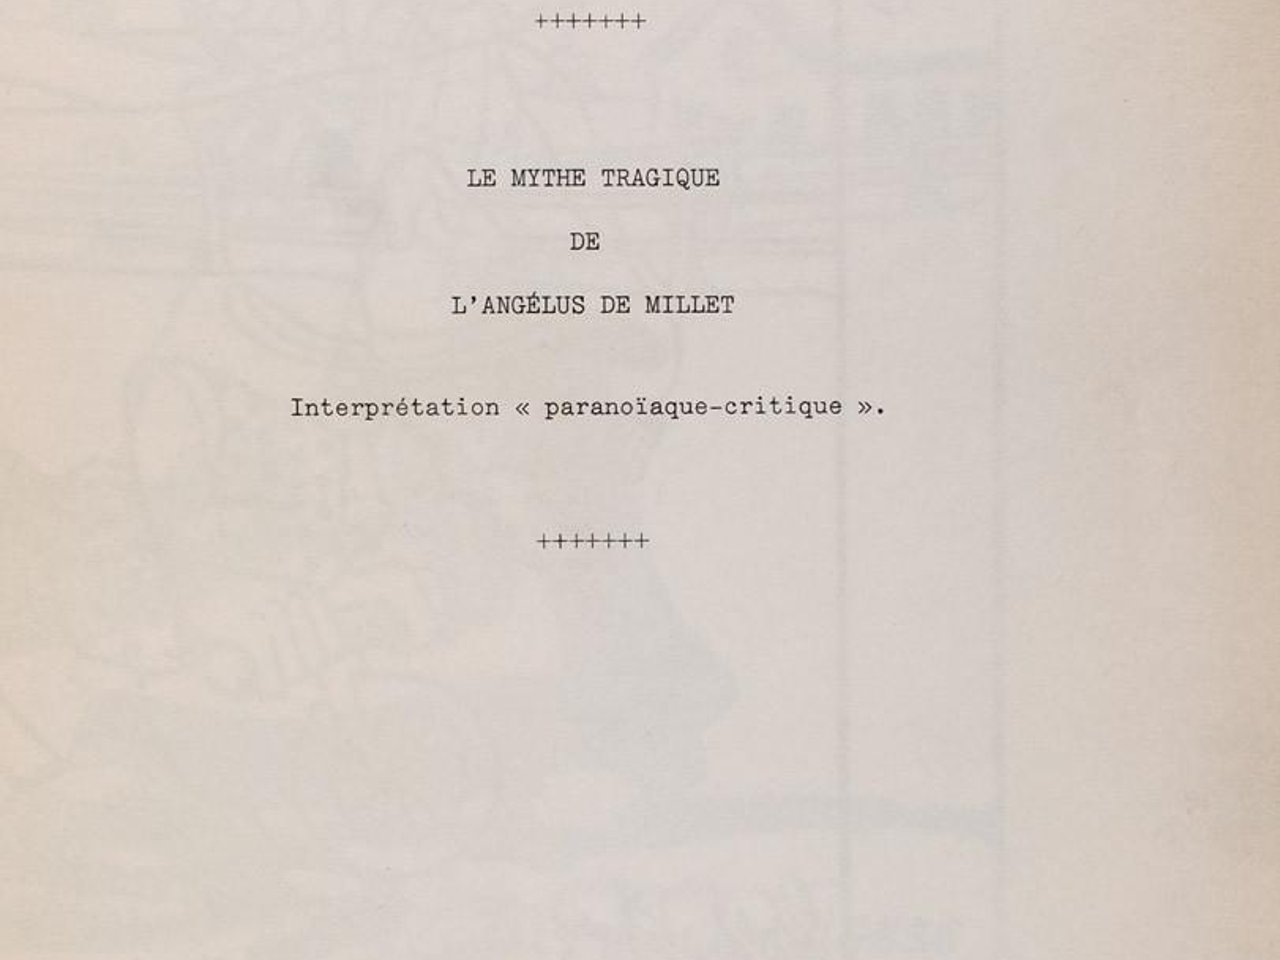 +++++++
LE MYTHE TRAGIQUE
DE
L'ANGÉLUS DE MILLET
Interprétation « paranoïaque-critique ».
+++++++